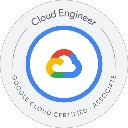 Cloud Engineer
GOOGLE CLOUD CERTIFIED · ASSOCIATE